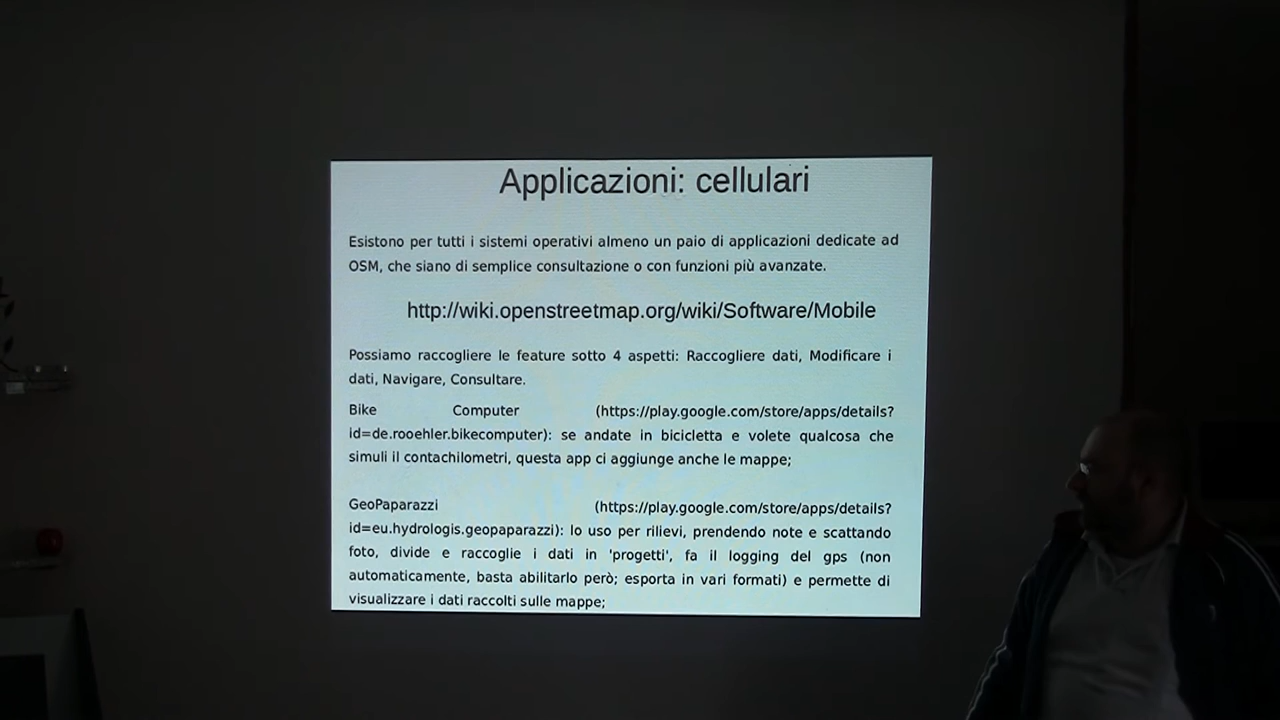 Applicazioni: cellulari
Esistono per tutti i sistemi operativi almeno un paio di applicazioni dedicate ad
OSM, che siano di semplice consultazione o con funzioni più avanzate.
http://wiki.openstreetmap.org/wiki/Software/Mobile
Possiamo raccogliere le feature sotto 4 aspetti: Raccogliere dati, Modificare i
dati, Navigare, Consultare.
Bike Computer (https://play.google.com/store/apps/details?
id=de.rooehler.bikecomputer): se andate in bicicletta e volete qualcosa che
simuli il contachilometri, questa app ci aggiunge anche le mappe;
GeoPaparazzi (https://play.google.com/store/apps/details?
id=eu.hydrologis.geopaparazzi): lo uso per rilievi, prendendo note e scattando
foto, divide e raccoglie i dati in 'progetti', fa il logging del gps (non
automaticamente, basta abilitarlo però; esporta in vari formati) e permette di
visualizzare i dati raccolti sulle mappe;